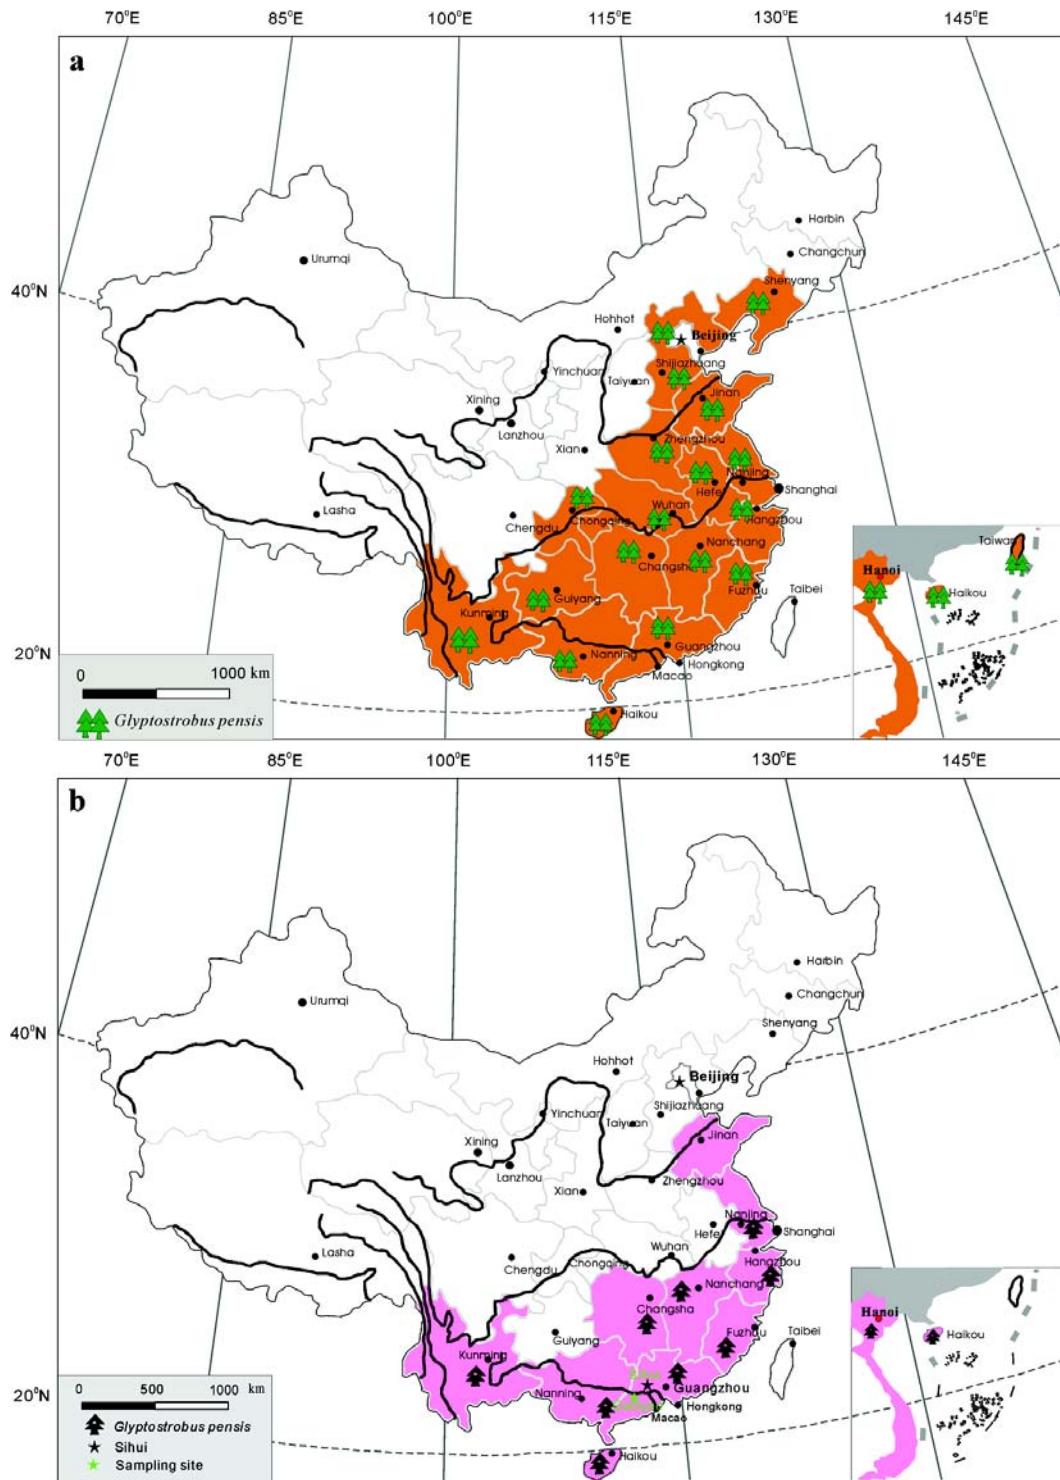 70°E 85°E 100°E 115°E 130°E 145°E
a
Harbin
Changchun
Urumqi
Shenyang
40°N
Hohhot
Beijing
Shijiazhuang
Yinchuan
Taiyuan
Jinan
Xining
Lanzhou
Zhengzhou
Xian
Nanjing
Hefei
Shanghai
Lasha
Wuhan
Chengdu
Chongqing
Hangzhou
Nanchang
Changsha
Taiwan
Hanoi
Haikou
Guiyang
Fuzhou
Taibei
Kunming
20°N
Nanning
Guangzhou
Hongkong
Macao
0 1000 km
Glyptostrobus pensis
Haikou
70°E 85°E 100°E 115°E 130°E 145°E
b
Harbin
Changchun
Urumqi
Shenyang
40°N
Hohhot
Beijing
Shijiazhuang
Yinchuan
Taiyuan
Jinan
Xining
Lanzhou
Zhengzhou
Xian
Nanjing
Hefei
Shanghai
Lasha
Wuhan
Chengdu
Chongqing
Hangzhou
Nanchang
Changsha
Hanoi
Haikou
Guiyang
Fuzhou
Taibei
Kunming
20°N
Nanning
Guangzhou
Hongkong
Macao
0 500 1000 km
Glyptostrobus pensis
Sihui
Sampling site
Haikou